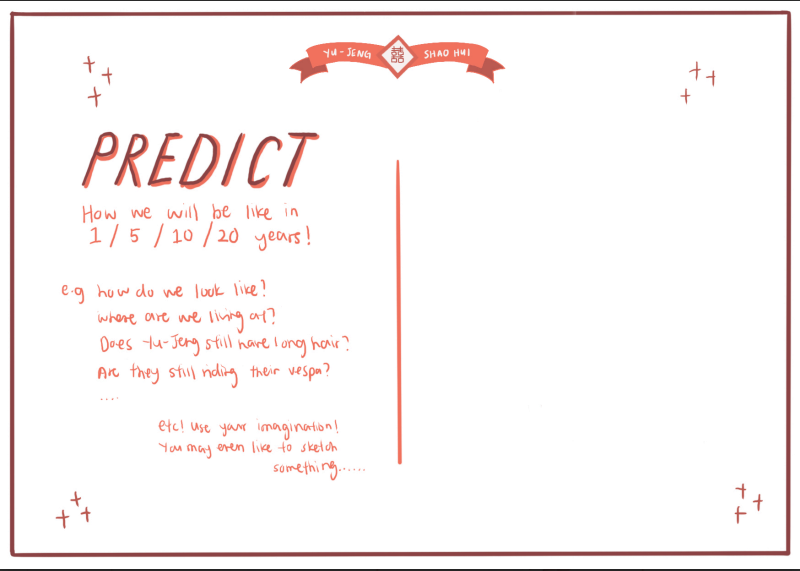 YU-JENG 囍 SHAO HUI
PREDICT
How we will be like in
1 / 5 / 10 / 20 years!
e.g how do we look like?
where are we living at?
Does Yu-Jeng still have long hair?
Are they still riding their vespa?
....
etc! use your imagination!
You may even like to sketch
something......